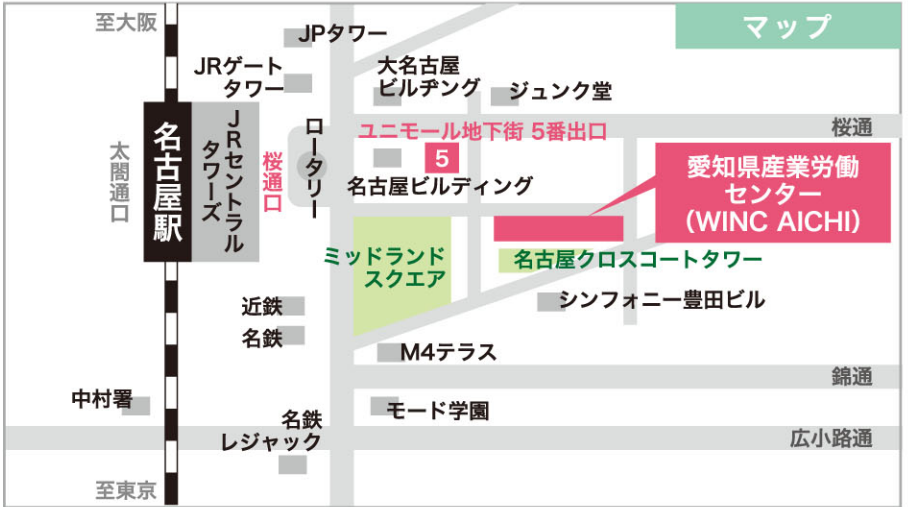 至大阪
JPタワー
マップ
JRゲート
タワー
大名古屋
ビルヂング
ジュンク堂
ユニモール地下街 5番出口
桜通
5
名古屋ビルディング
太閤通口
名古屋駅
JRセントラル
タワーズ
桜通口
ロータリー
愛知県産業労働
センター
（WINC AICHI）
ミッドランド
スクエア
名古屋クロスコートタワー
シンフォニー豊田ビル
近鉄
名鉄
M4テラス
錦通
中村署
名鉄
レジャック
モード学園
広小路通
至東京